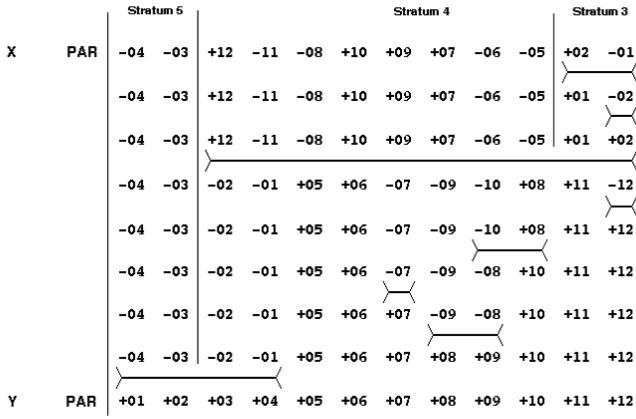 Stratum 5 Stratum 4 Stratum 3
X PAR -04 -03 +12 -11 -08 +10 +09 +07 -06 -05 +02 -01
-04 -03 +12 -11 -08 +10 +09 +07 -06 -05 +01 -02
-04 -03 +12 -11 -08 +10 +09 +07 -06 -05 +01 +02
-04 -03 -02 -01 +05 +06 -07 -09 -10 +08 +11 -12
-04 -03 -02 -01 +05 +06 -07 -09 -10 +08 +11 +12
-04 -03 -02 -01 +05 +06 -07 -09 -08 +10 +11 +12
-04 -03 -02 -01 +05 +06 +07 -09 -08 +10 +11 +12
-04 -03 -02 -01 +05 +06 +07 +08 +09 +10 +11 +12
Y PAR +01 +02 +03 +04 +05 +06 +07 +08 +09 +10 +11 +12